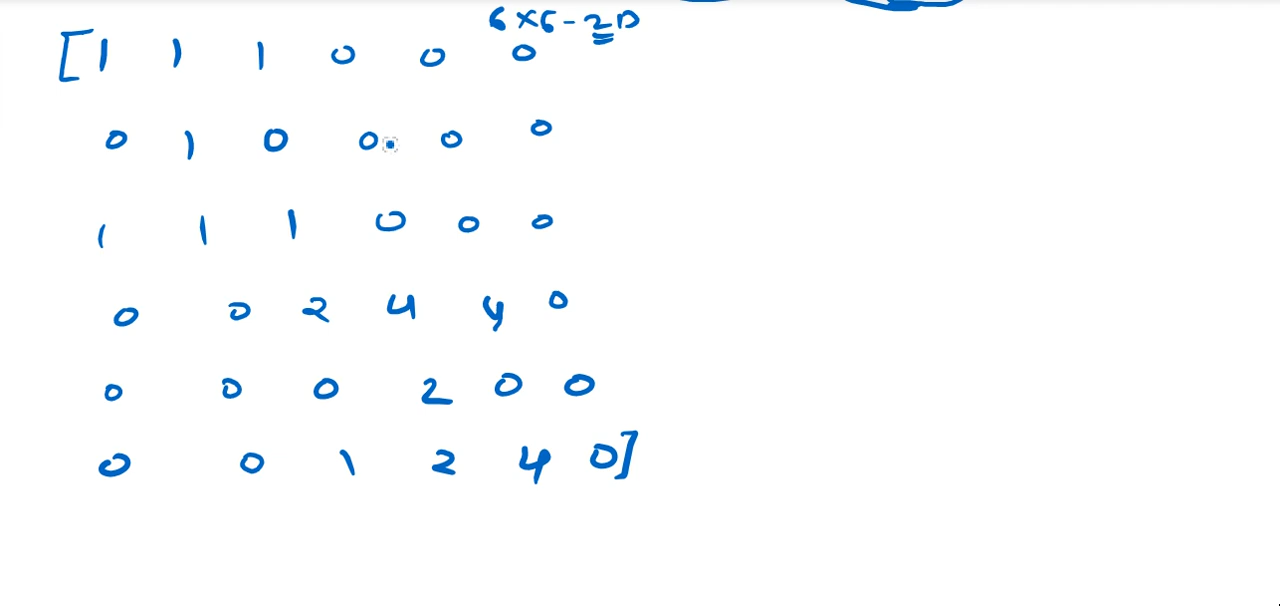 6×6-2D
[1 1 1 0 0 0
0 1 0 0 0 0
1 1 1 0 0 0
0 0 2 4 4 0
0 0 0 2 0 0
0 0 1 2 4 0]